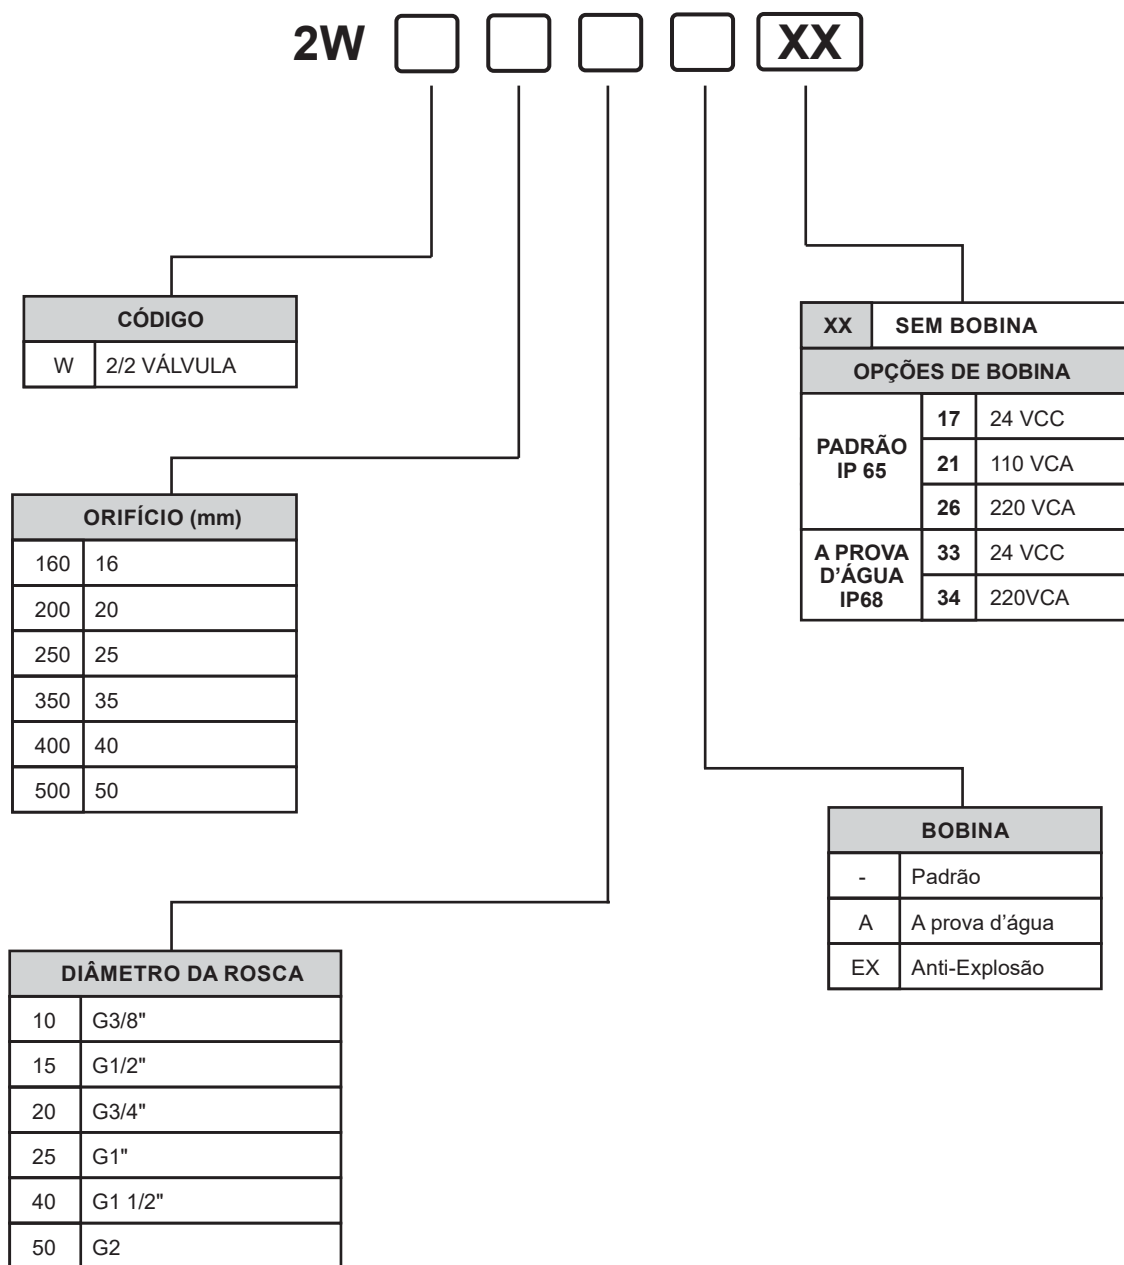 2W XX
CÓDIGO
W 2/2 VÁLVULA
ORIFÍCIO (mm)
160 16
200 20
250 25
350 35
400 40
500 50
DIÂMETRO DA ROSCA
10 G3/8"
15 G1/2"
20 G3/4"
25 G1"
40 G1 1/2"
50 G2
XX SEM BOBINA
OPÇÕES DE BOBINA
PADRÃO
IP 65
17 24 VCC
21 110 VCA
26 220 VCA
A PROVA
D’ÁGUA
IP68
33 24 VCC
34 220VCA
BOBINA
- Padrão
A A prova d’água
EX Anti-Explosão